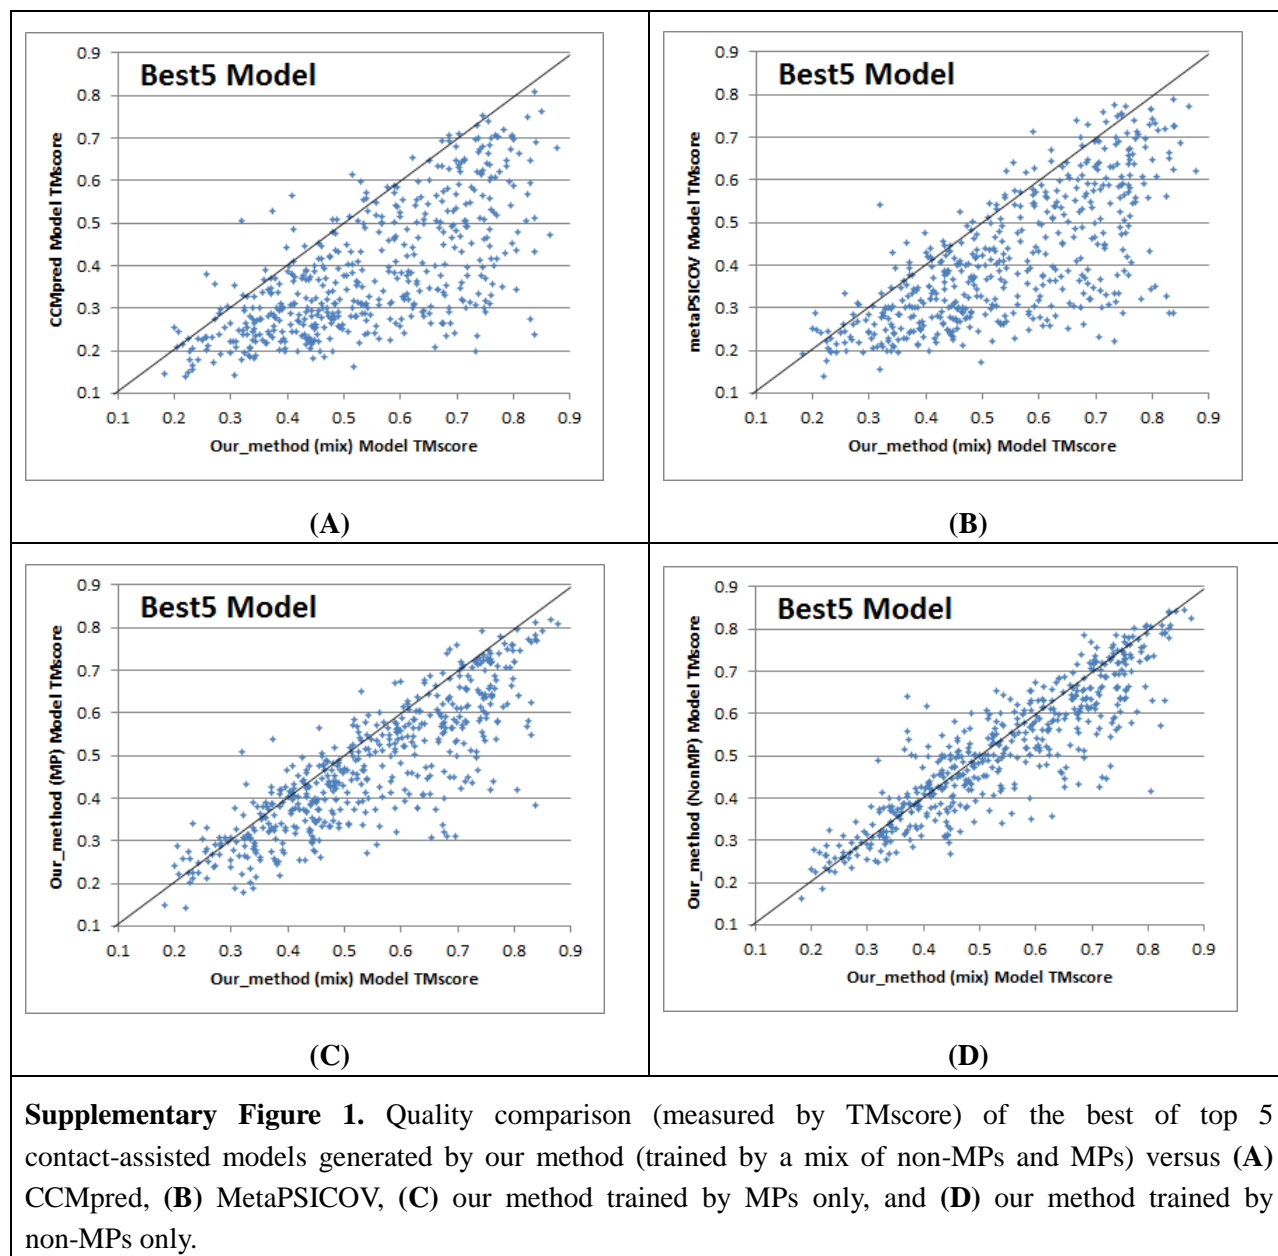 Best5 Model
0.9
0.8
0.7
0.6
0.5
0.4
0.3
0.2
0.1
CCMpred Model TMscore
0.1 0.2 0.3 0.4 0.5 0.6 0.7 0.8 0.9
Our_method (mix) Model TMscore
(A)
Best5 Model
0.9
0.8
0.7
0.6
0.5
0.4
0.3
0.2
0.1
metaPSICOV Model TMscore
0.1 0.2 0.3 0.4 0.5 0.6 0.7 0.8 0.9
Our_method (mix) Model TMscore
(B)
Best5 Model
0.9
0.8
0.7
0.6
0.5
0.4
0.3
0.2
0.1
Our_method (MP) Model TMscore
0.1 0.2 0.3 0.4 0.5 0.6 0.7 0.8 0.9
Our_method (mix) Model TMscore
(C)
Best5 Model
0.9
0.8
0.7
0.6
0.5
0.4
0.3
0.2
0.1
Our_method (NonMP) Model TMscore
0.1 0.2 0.3 0.4 0.5 0.6 0.7 0.8 0.9
Our_method (mix) Model TMscore
(D)
Supplementary Figure 1. Quality comparison (measured by TMscore) of the best of top 5
contact-assisted models generated by our method (trained by a mix of non-MPs and MPs) versus (A)
CCMpred, (B) MetaPSICOV, (C) our method trained by MPs only, and (D) our method trained by
non-MPs only.